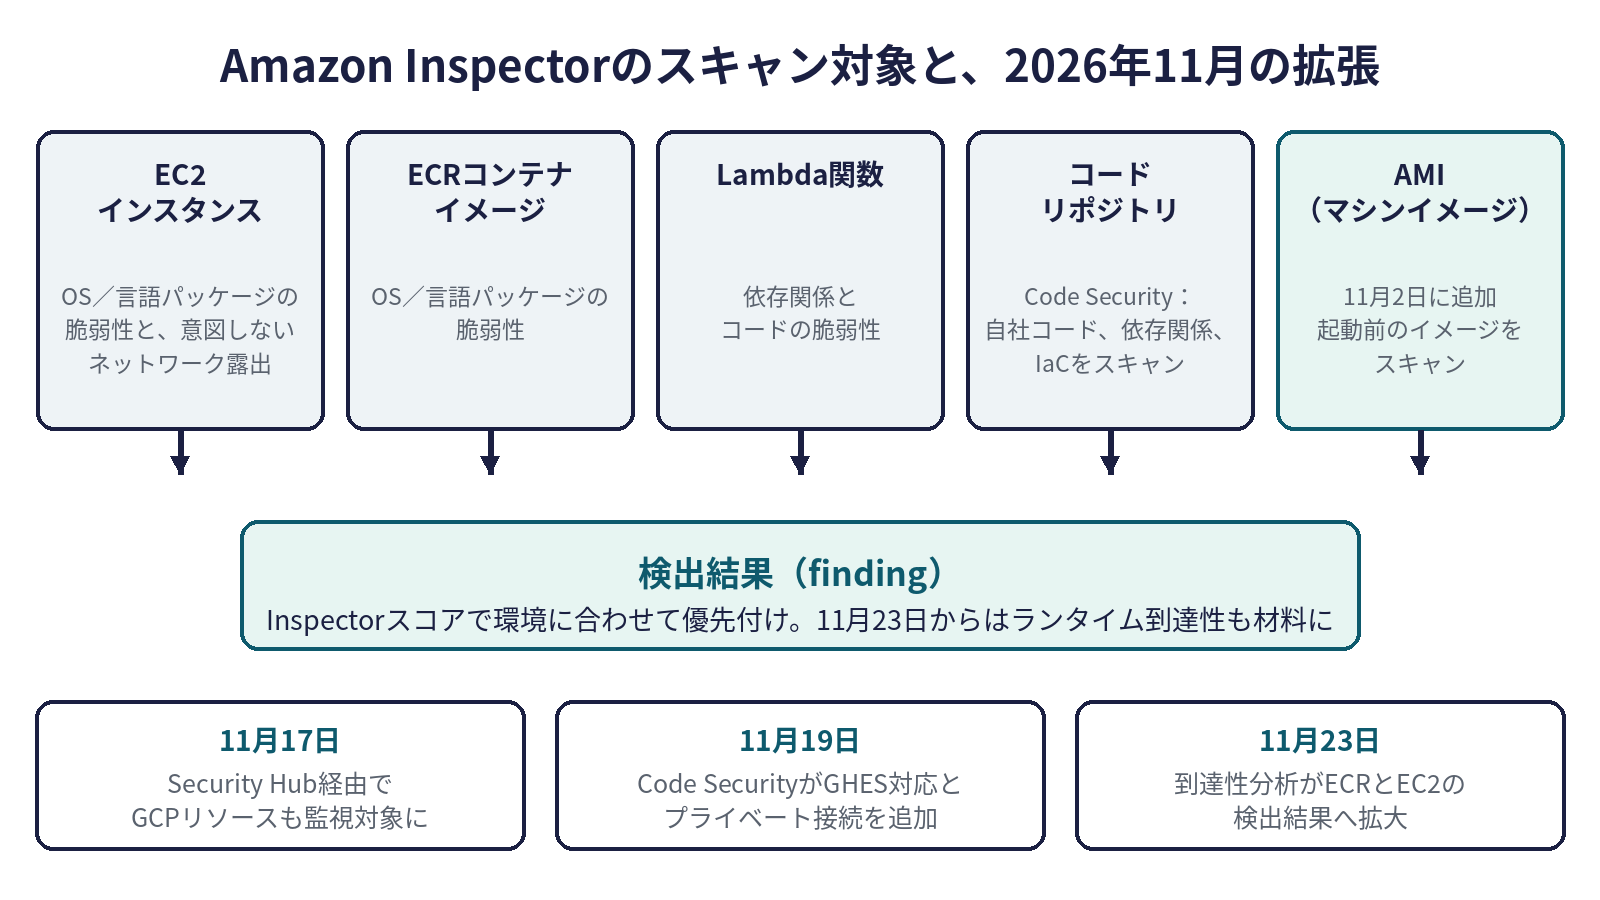 Amazon Inspectorのスキャン対象と、2026年11月の拡張
EC2
インスタンス
OS／言語パッケージの
脆弱性と、意図しない
ネットワーク露出
ECRコンテナ
イメージ
OS／言語パッケージの
脆弱性
Lambda関数
依存関係と
コードの脆弱性
コード
リポジトリ
Code Security：
自社コード、依存関係、
IaCをスキャン
AMI
（マシンイメージ）
11月2日に追加
起動前のイメージを
スキャン
検出結果（finding）
Inspectorスコアで環境に合わせて優先付け。11月23日からはランタイム到達性も材料に
11月17日
Security Hub経由で
GCPリソースも監視対象に
11月19日
Code SecurityがGHES対応と
プライベート接続を追加
11月23日
到達性分析がECRとEC2の
検出結果へ拡大